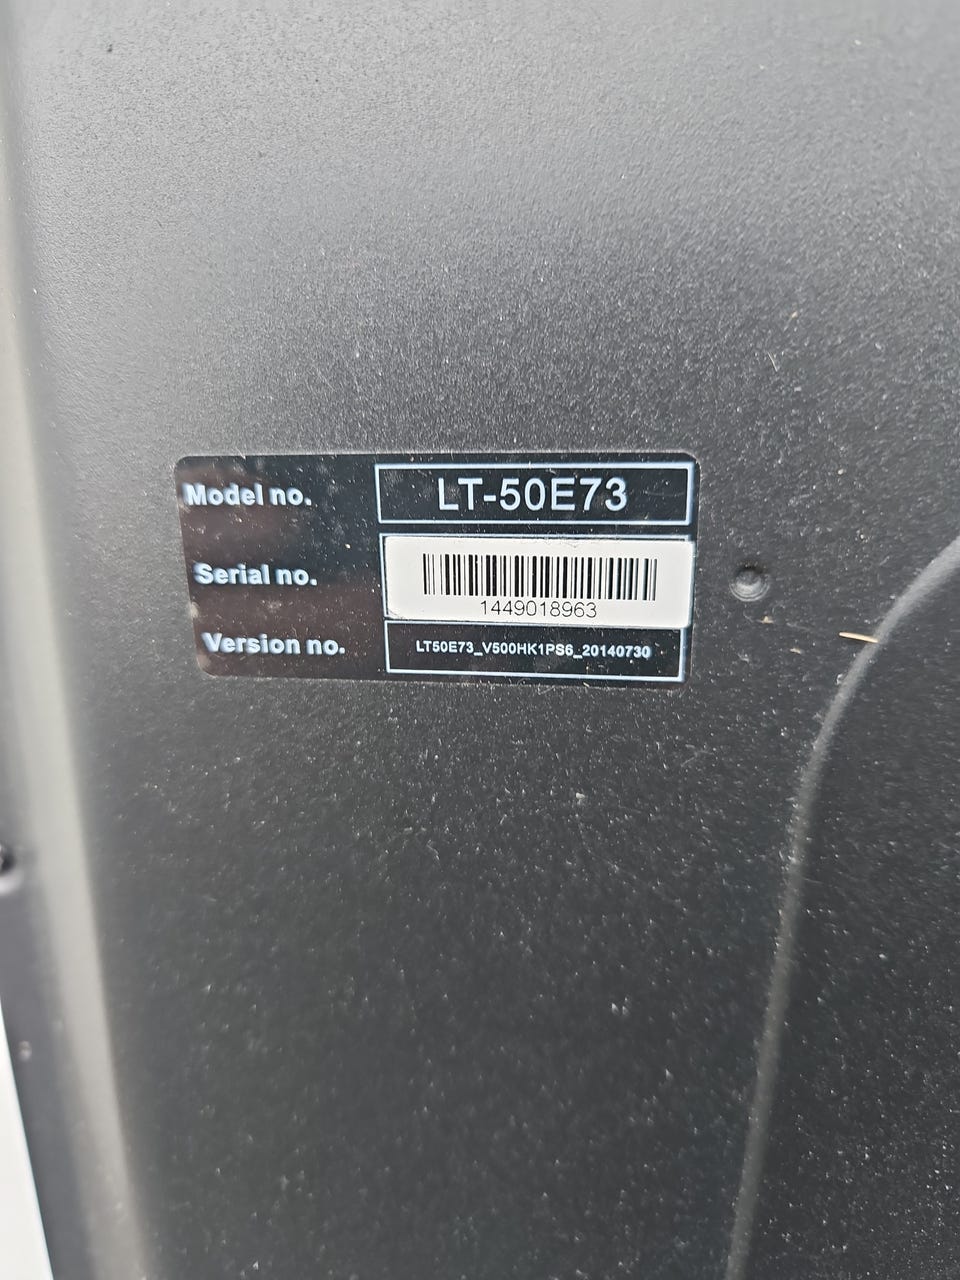 Model no. LT-50E73
Serial no. 1449018963
Version no. LT50E73_V500HK1PS6_20140730